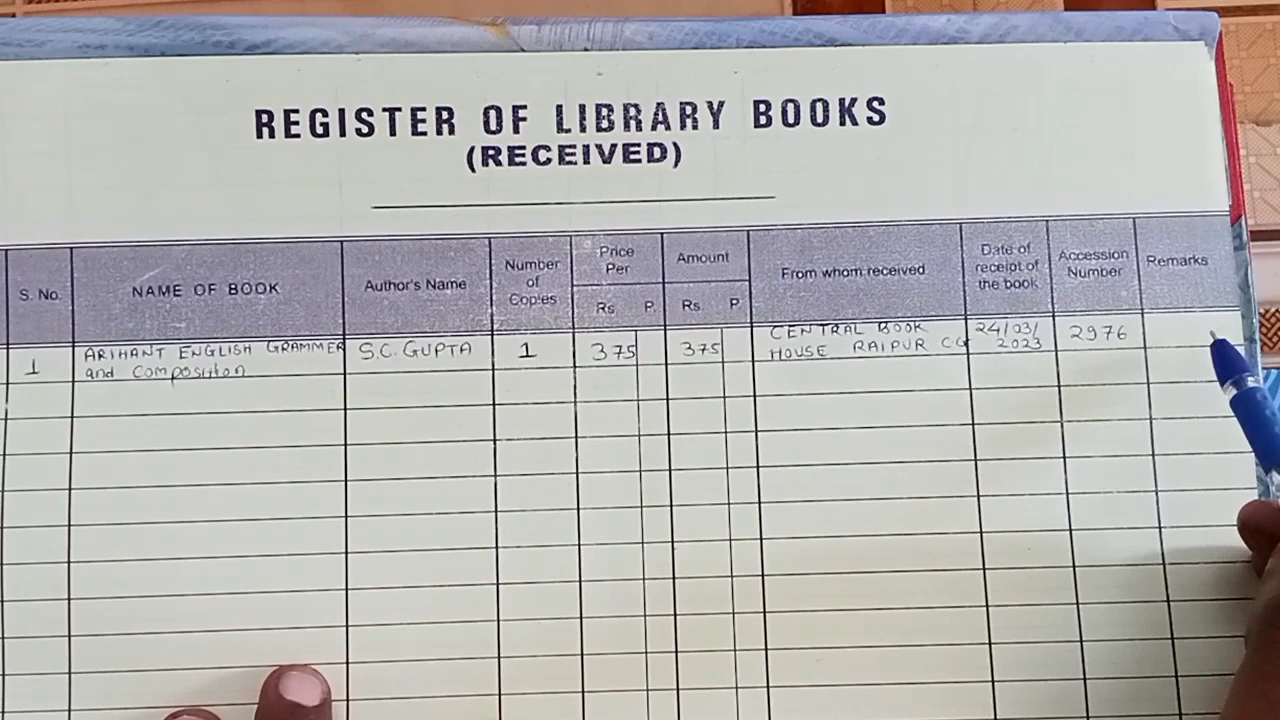 REGISTER OF LIBRARY BOOKS
(RECEIVED)
S. No.
NAME OF BOOK
Author's Name
Number
of
Copies
Price
Per
Rs. P.
Amount
Rs. P.
From whom received
Date of
receipt of
the book
Accession
Number
Remarks
1
ARIHANT ENGLISH GRAMMER
and Composition
S.C. GUPTA
1
375
375
CENTRAL BOOK
HOUSE RAIPUR CG
24/03/
2023
2976